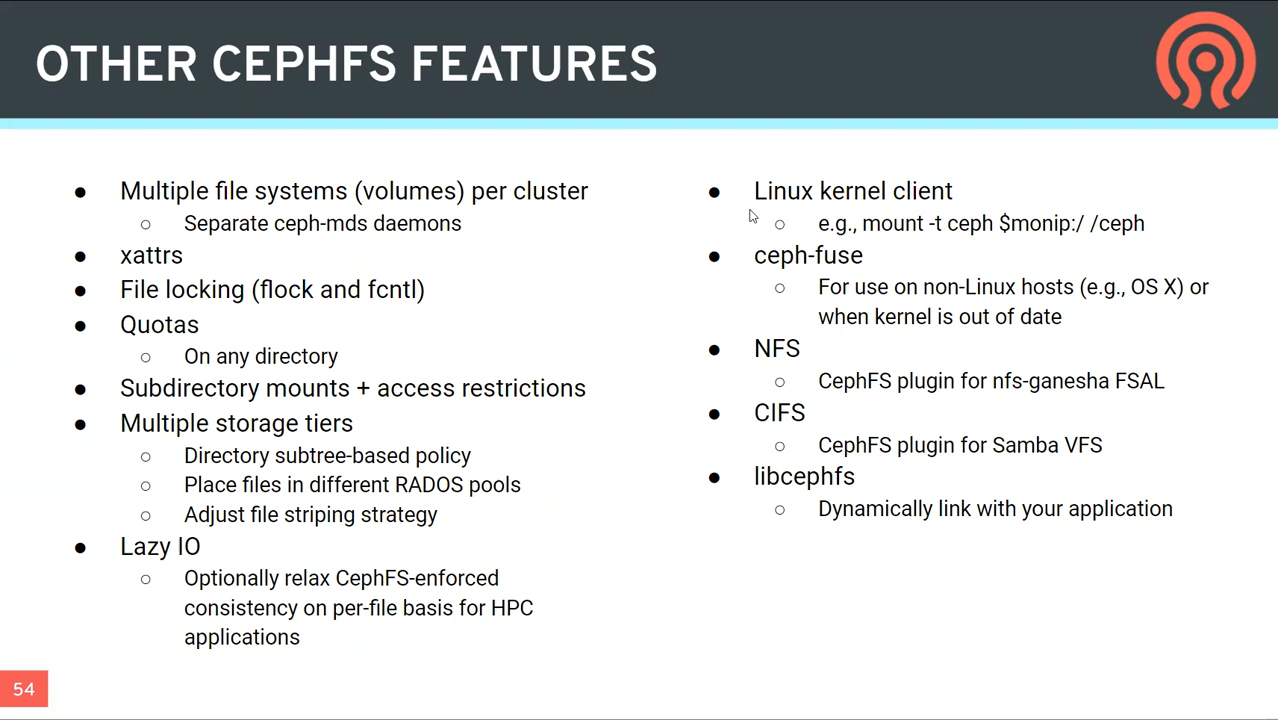 OTHER CEPHFS FEATURES
● Multiple file systems (volumes) per cluster
○ Separate ceph-mds daemons
● xattrs
● File locking (flock and fcntl)
● Quotas
○ On any directory
● Subdirectory mounts + access restrictions
● Multiple storage tiers
○ Directory subtree-based policy
○ Place files in different RADOS pools
○ Adjust file striping strategy
● Lazy IO
○ Optionally relax CephFS-enforced
consistency on per-file basis for HPC
applications
● Linux kernel client
○ e.g., mount -t ceph $monip:/ /ceph
● ceph-fuse
○ For use on non-Linux hosts (e.g., OS X) or
when kernel is out of date
● NFS
○ CephFS plugin for nfs-ganesha FSAL
● CIFS
○ CephFS plugin for Samba VFS
● libcephfs
○ Dynamically link with your application
54